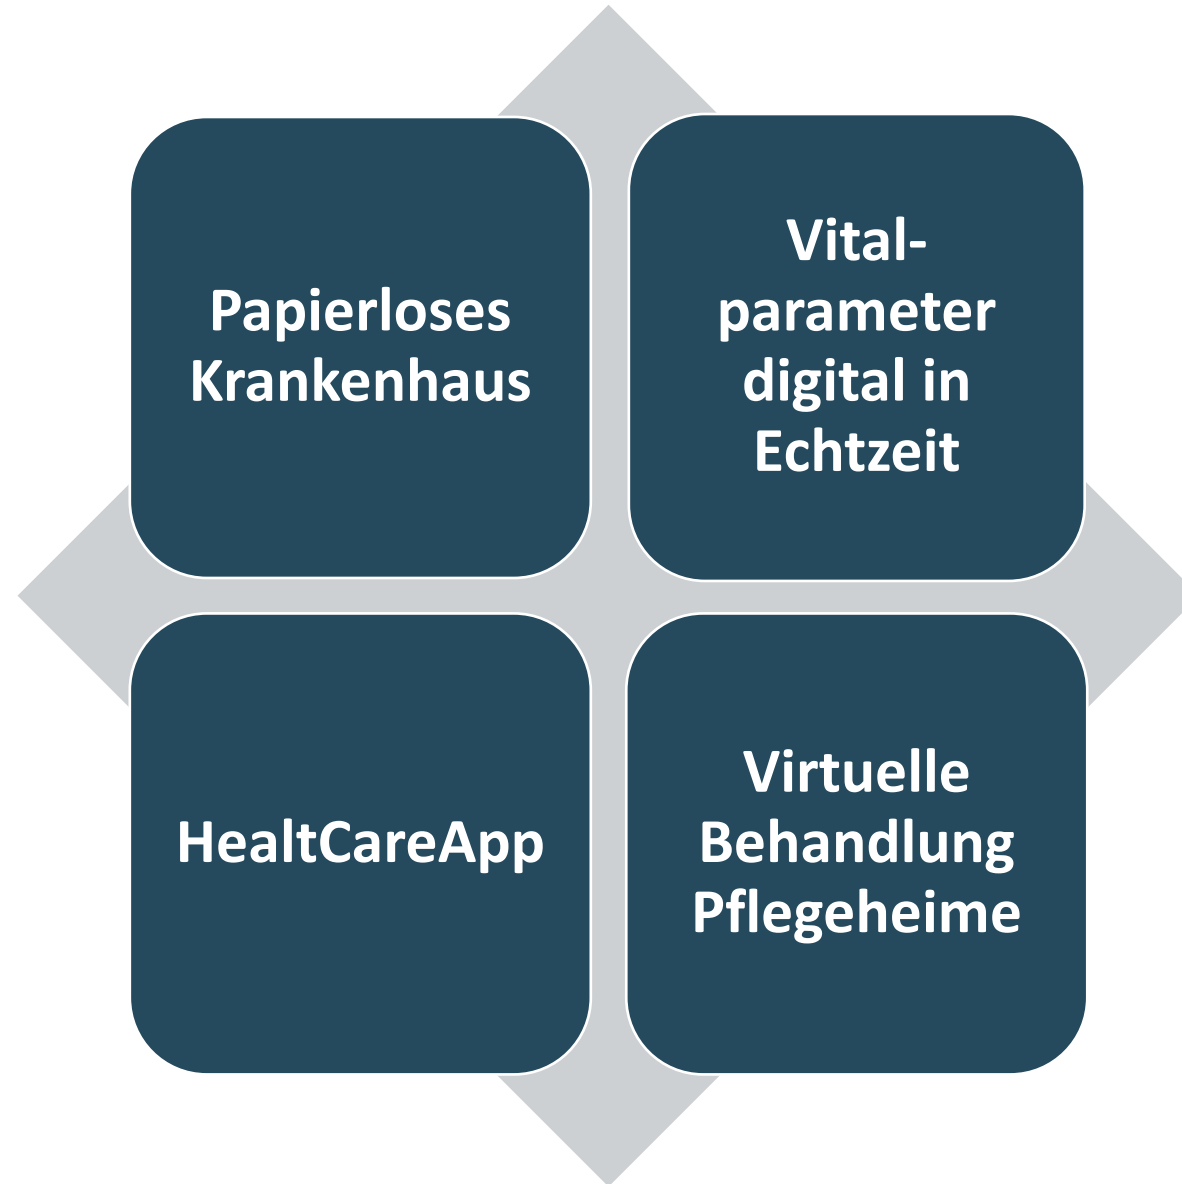 Papierloses
Krankenhaus
Vital-
parameter
digital in
Echtzeit
HealtCareApp
Virtuelle
Behandlung
Pflegeheime